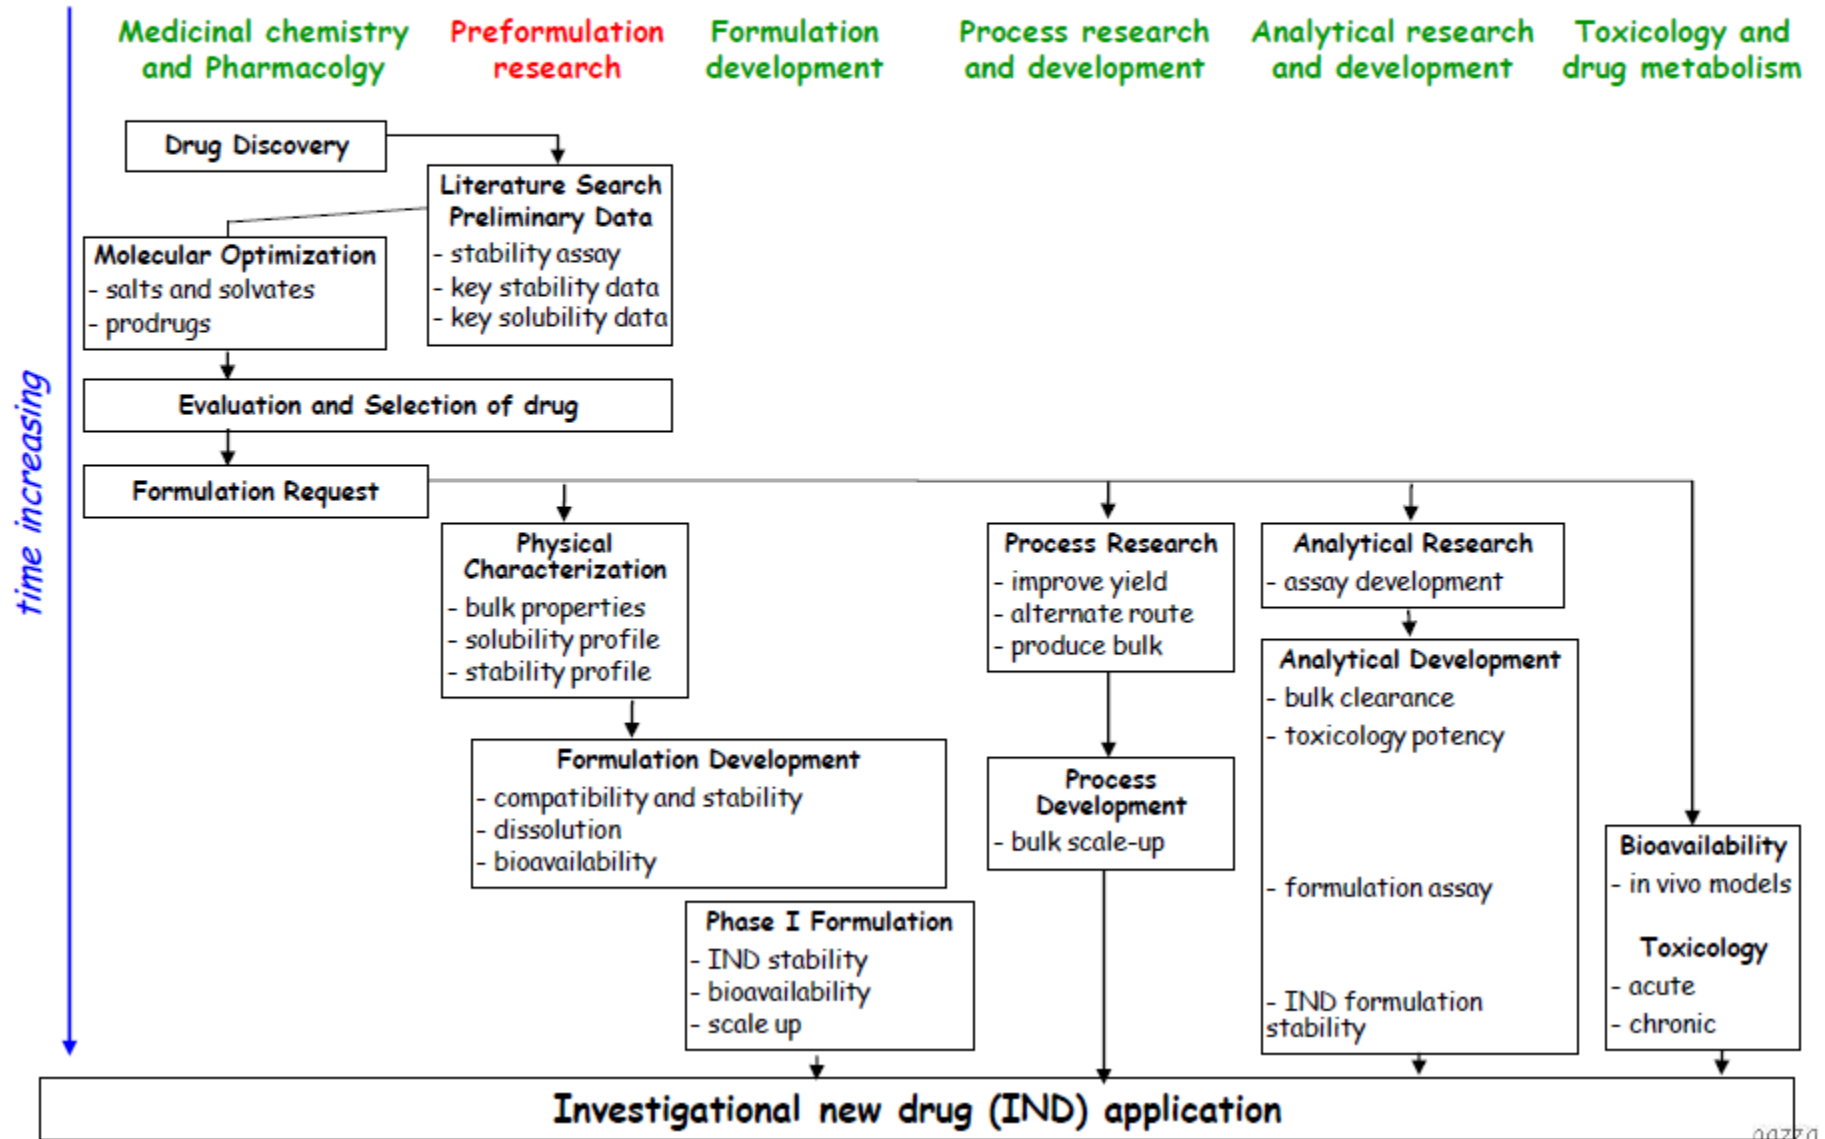 Medicinal chemistry
and Pharmacolgy
Preformulation
research
Formulation
development
Process research
and development
Analytical research
and development
Toxicology and
drug metabolism
time increasing
Drug Discovery
Literature Search
Preliminary Data
- stability assay
- key stability data
- key solubility data
Molecular Optimization
- salts and solvates
- prodrugs
Evaluation and Selection of drug
Formulation Request
Physical
Characterization
- bulk properties
- solubility profile
- stability profile
Formulation Development
- compatibility and stability
- dissolution
- bioavailability
Phase I Formulation
- IND stability
- bioavailability
- scale up
Process Research
- improve yield
- alternate route
- produce bulk
Process
Development
- bulk scale-up
Analytical Research
- assay development
Analytical Development
- bulk clearance
- toxicology potency
- formulation assay
- IND formulation
stability
Bioavailability
- in vivo models
Toxicology
- acute
- chronic
Investigational new drug (IND) application